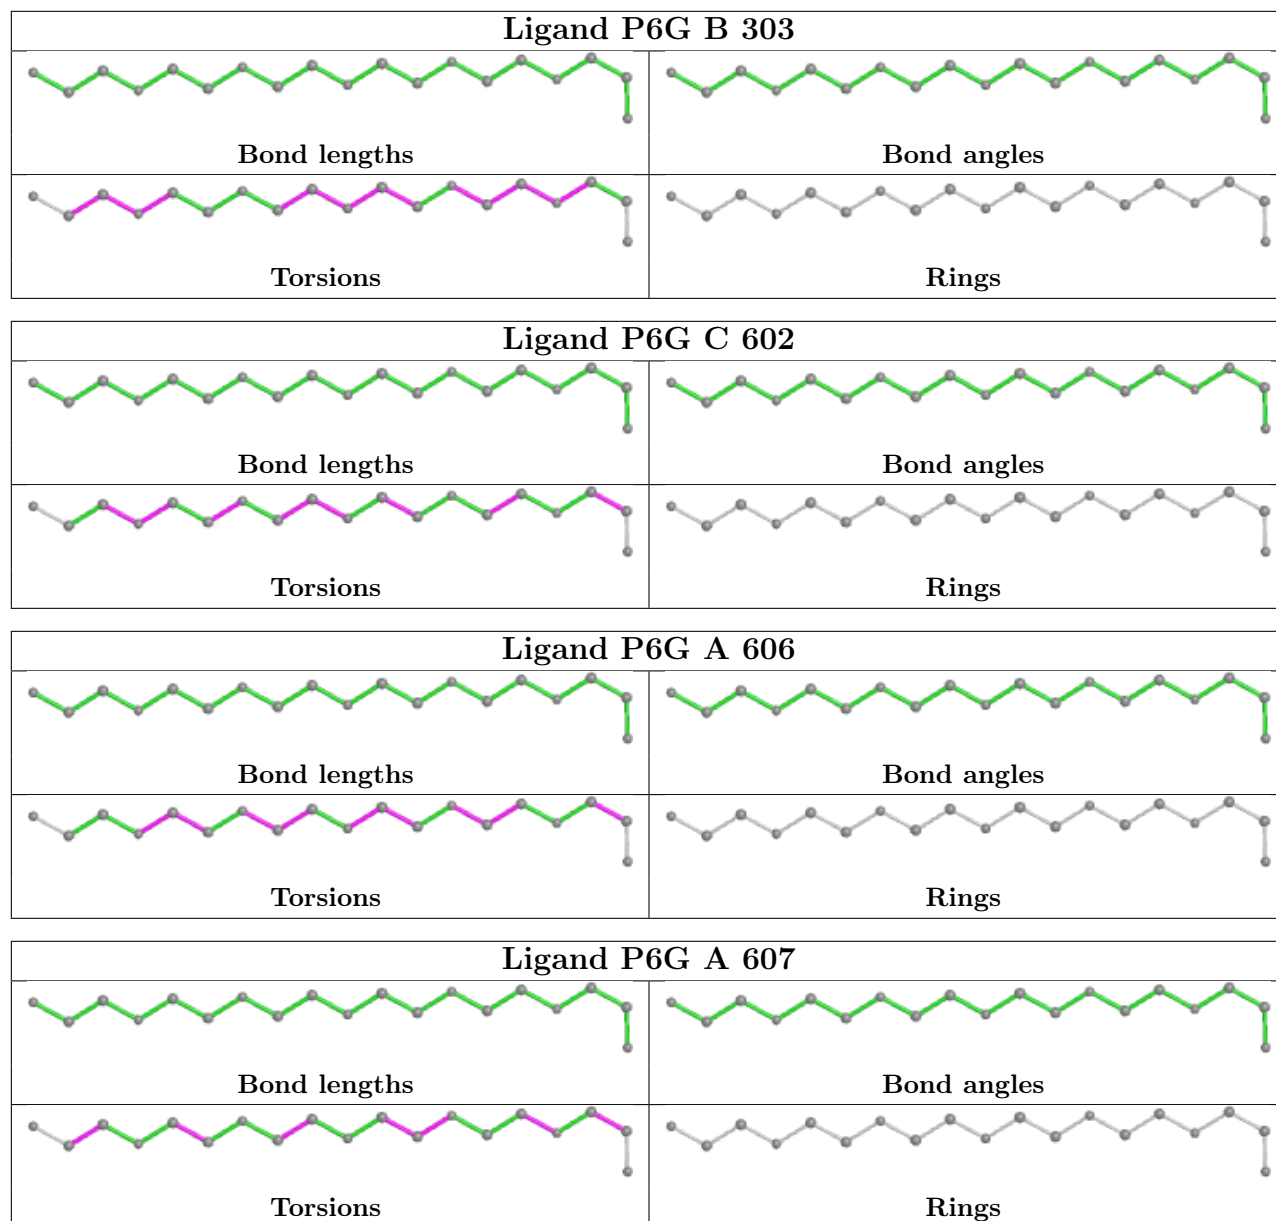 Ligand P6G B 303
Bond lengths
Bond angles
Torsions
Rings
Ligand P6G C 602
Bond lengths
Bond angles
Torsions
Rings
Ligand P6G A 606
Bond lengths
Bond angles
Torsions
Rings
Ligand P6G A 607
Bond lengths
Bond angles
Torsions
Rings